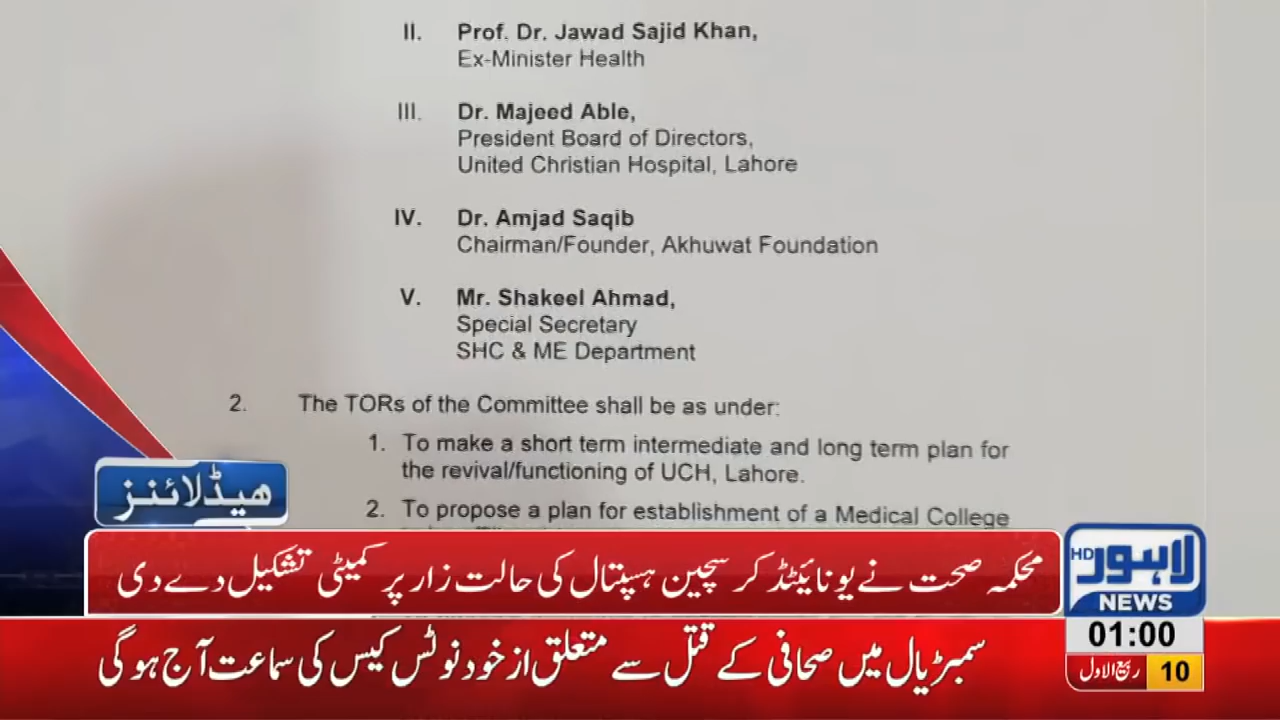 II. Prof. Dr. Jawad Sajid Khan,
Ex-Minister Health
III. Dr. Majeed Able,
President Board of Directors,
United Christian Hospital, Lahore
IV. Dr. Amjad Saqib
Chairman/Founder, Akhuwat Foundation
V. Mr. Shakeel Ahmad,
Special Secretary
SHC & ME Department
2. The TORs of the Committee shall be as under:
1. To make a short term intermediate and long term plan for
the revival/functioning of UCH, Lahore.
2. To propose a plan for establishment of a Medical College
ہیڈلائنز
محکمہ صحت نے یونائیٹڈ کرسچین ہسپتال کی حالت زار پر کمیٹی تشکیل دے دی
سمبڑیال میں صحافی کے قتل سے متعلق ازخود نوٹس کیس کی سماعت آج ہوگی
لاہور HD
NEWS
01:00
10 ربیع الاول